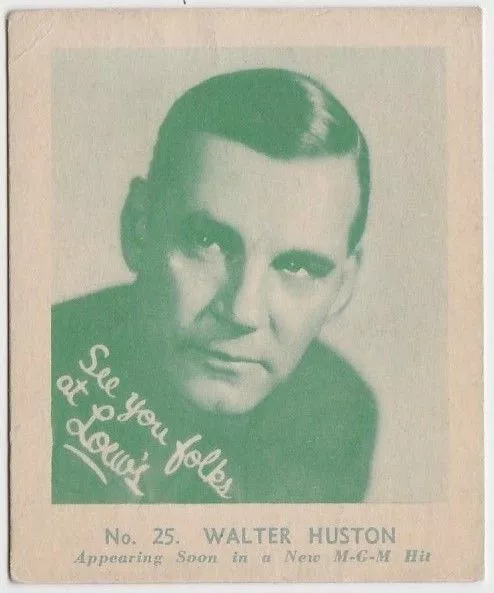 See you folks
at Loew's
No. 25. WALTER HUSTON
Appearing Soon in a New M-G-M Hit